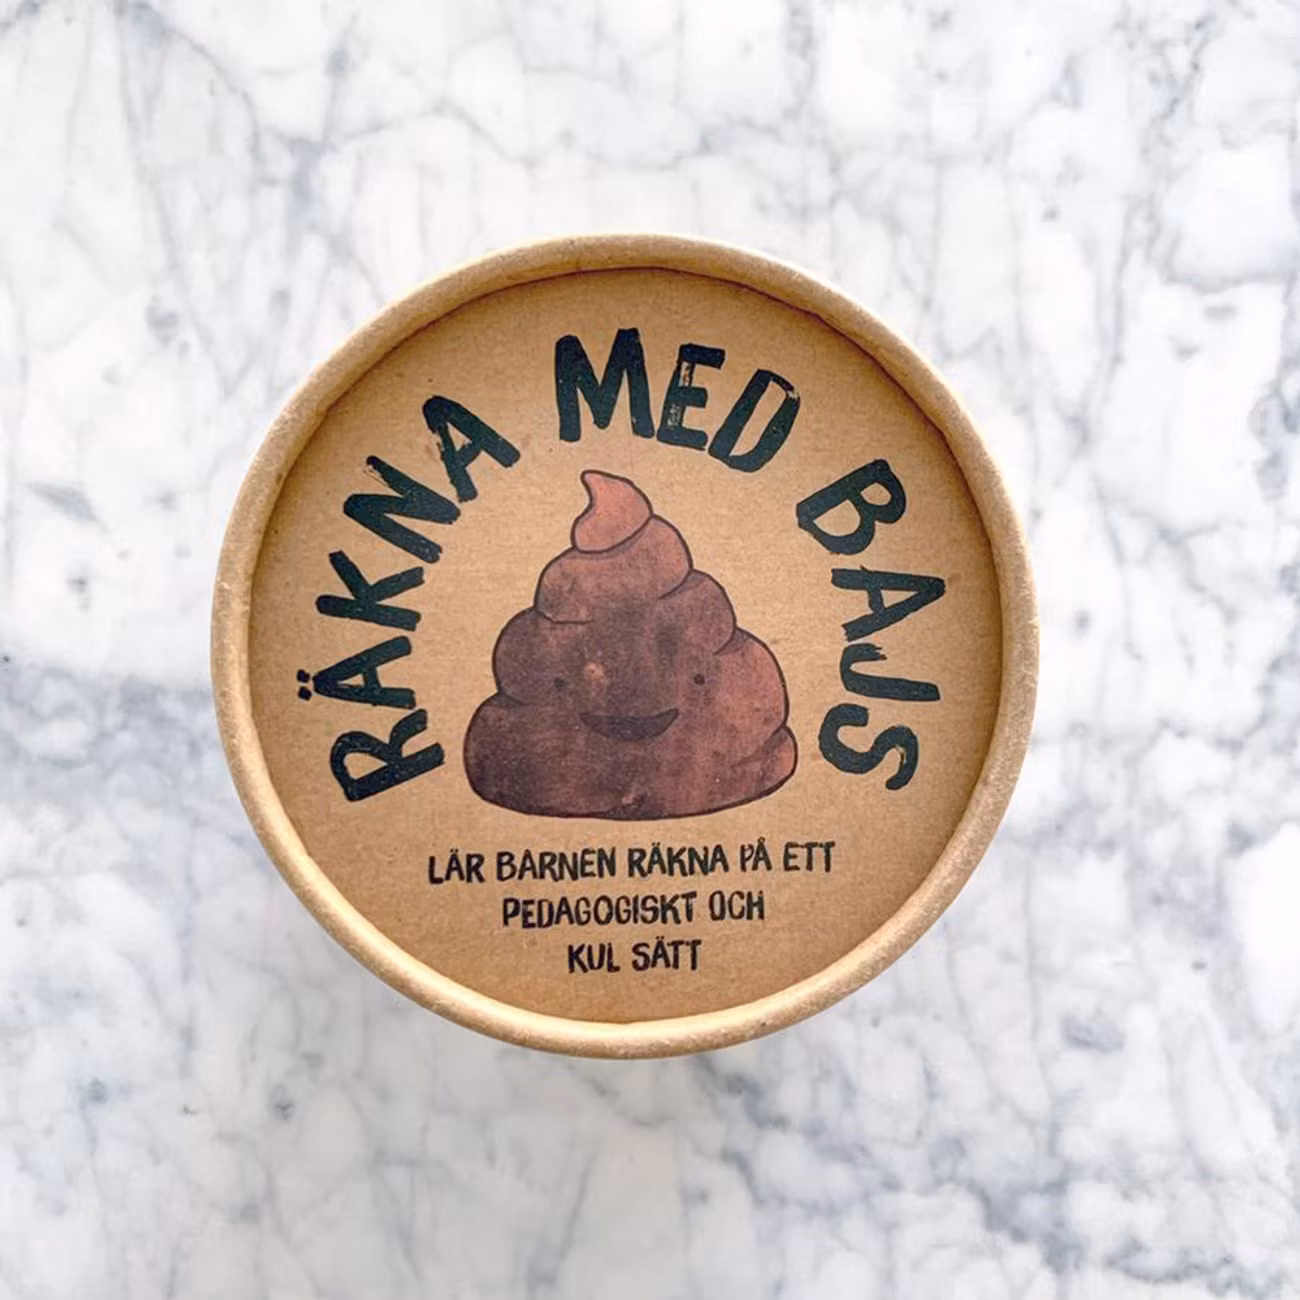 RÄKNA MED BAJS
LÄR BARNEN RÄKNA PÅ ETT
PEDAGOGISKT OCH
KUL SÄTT